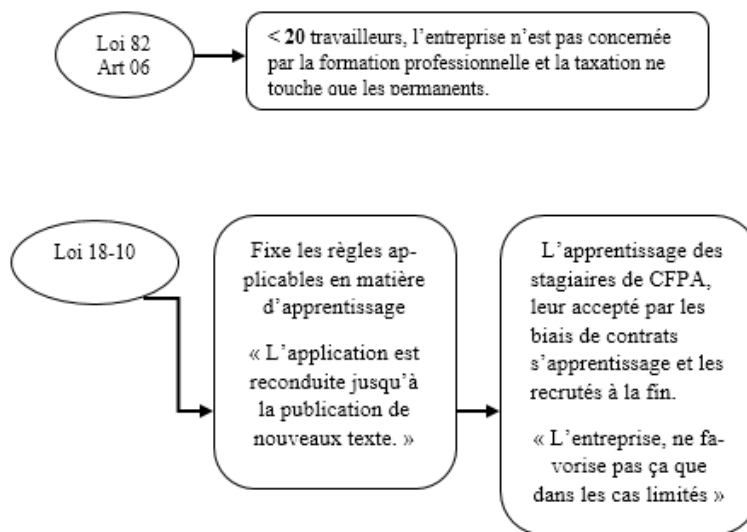 Loi 82
Art 06
< 20 travailleurs, l'entreprise n'est pas concernée
par la formation professionnelle et la taxation ne
touche que les permanents.
Loi 18-10
Fixe les règles ap-
plicables en matière
d'apprentissage
« L'application est
reconduite jusqu'à
la publication de
nouveaux texte. »
L'apprentissage des
stagiaires de CFPA,
leur accepté par les
biais de contrats
s'apprentissage et les
recrutés à la fin.
« L'entreprise, ne fa-
vorise pas ça que
dans les cas limités »